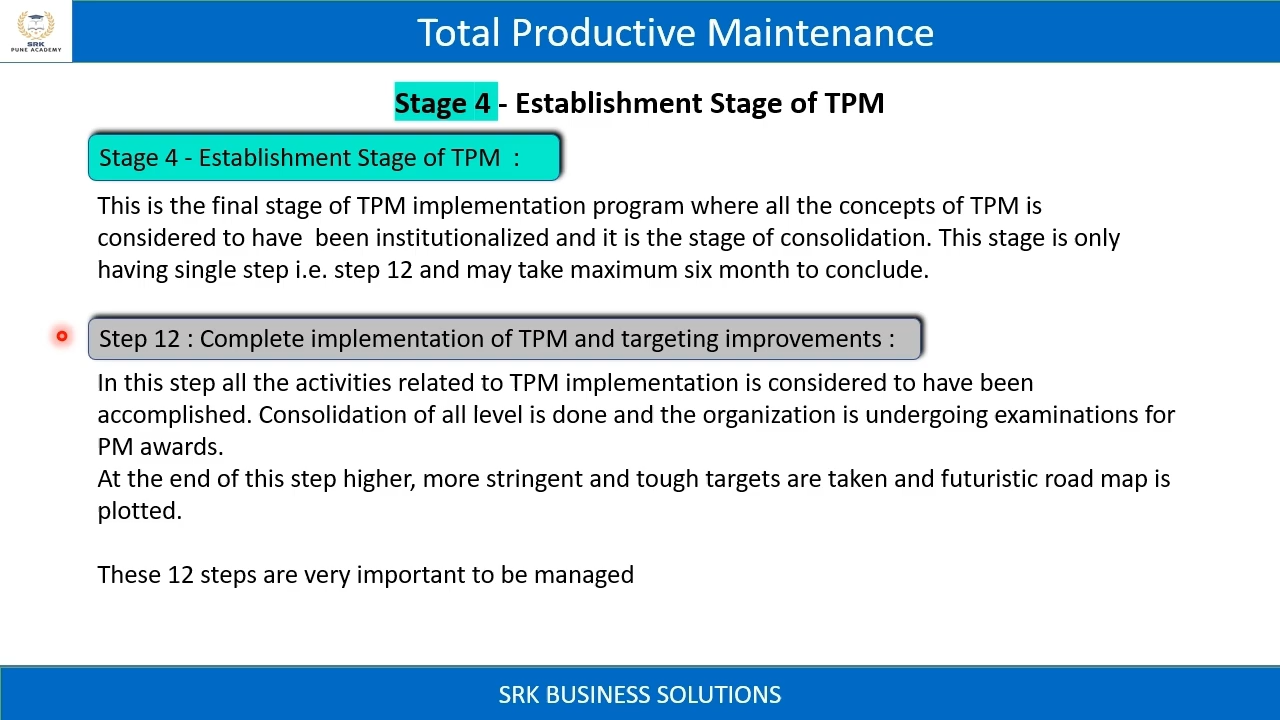 SRK
PUNE ACADEMY
Total Productive Maintenance
Stage 4 - Establishment Stage of TPM
Stage 4 - Establishment Stage of TPM :
This is the final stage of TPM implementation program where all the concepts of TPM is
considered to have been institutionalized and it is the stage of consolidation. This stage is only
having single step i.e. step 12 and may take maximum six month to conclude.
Step 12 : Complete implementation of TPM and targeting improvements :
In this step all the activities related to TPM implementation is considered to have been
accomplished. Consolidation of all level is done and the organization is undergoing examinations for
PM awards.
At the end of this step higher, more stringent and tough targets are taken and futuristic road map is
plotted.
These 12 steps are very important to be managed
SRK BUSINESS SOLUTIONS